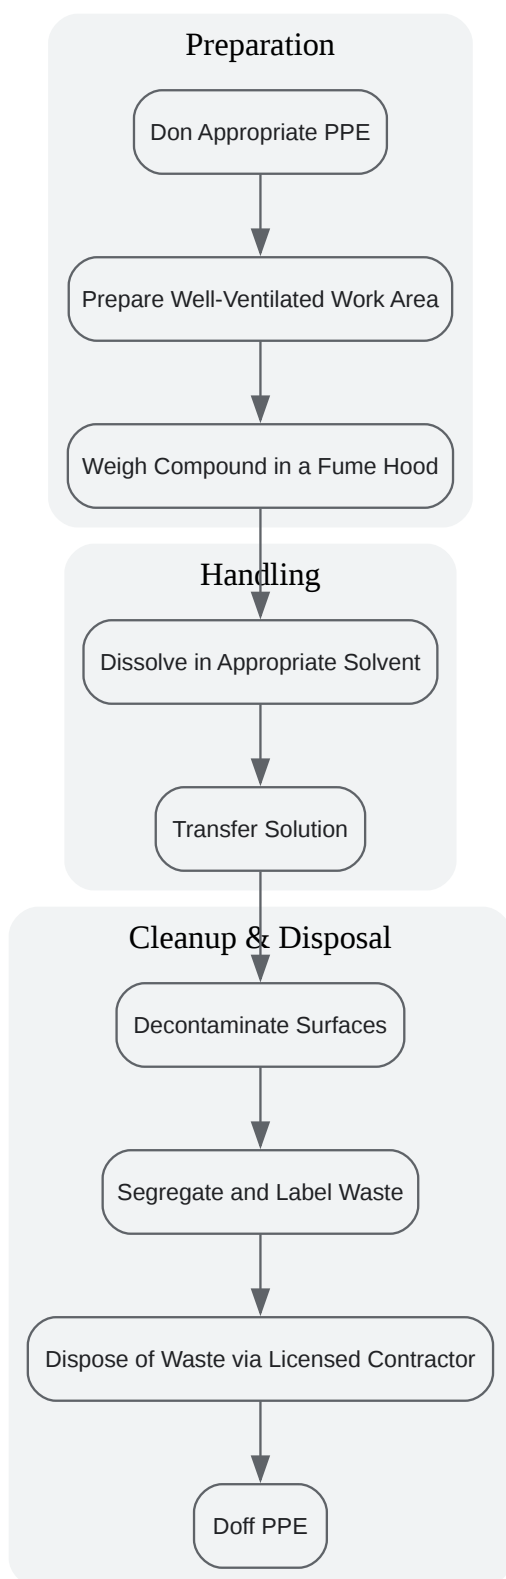 Preparation
Don Appropriate PPE
Prepare Well-Ventilated Work Area
Weigh Compound in a Fume Hood
Handling
Dissolve in Appropriate Solvent
Transfer Solution
Cleanup & Disposal
Decontaminate Surfaces
Segregate and Label Waste
Dispose of Waste via Licensed Contractor
Doff PPE